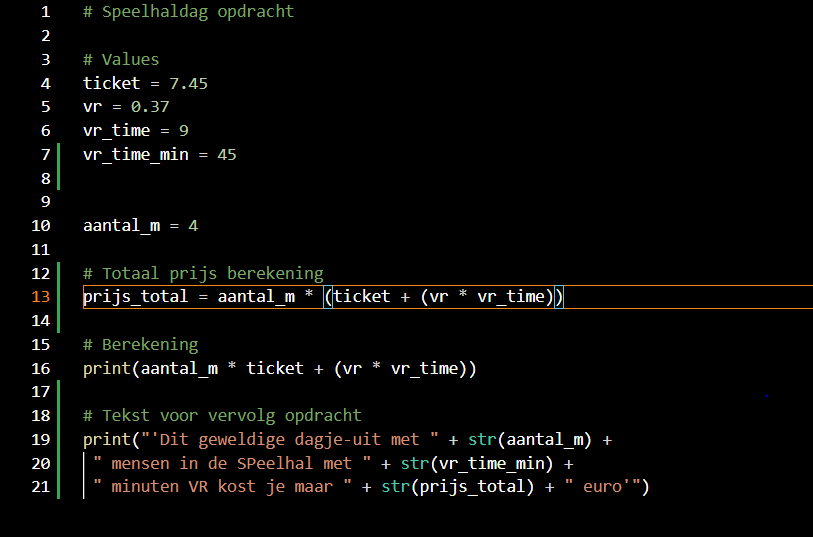 1 # Speelhaldag opdracht
2
3 # Values
4 ticket = 7.45
5 vr = 0.37
6 vr_time = 9
7 vr_time_min = 45
8
9
10 aantal_m = 4
11
12 # Totaal prijs berekening
13 prijs_total = aantal_m * (ticket + (vr * vr_time))
14
15 # Berekening
16 print(aantal_m * ticket + (vr * vr_time))
17
18 # Tekst voor vervolg opdracht
19 print("'Dit geweldige dagje-uit met " + str(aantal_m) +
20 " mensen in de SPeelhal met " + str(vr_time_min) +
21 " minuten VR kost je maar " + str(prijs_total) + " euro'")